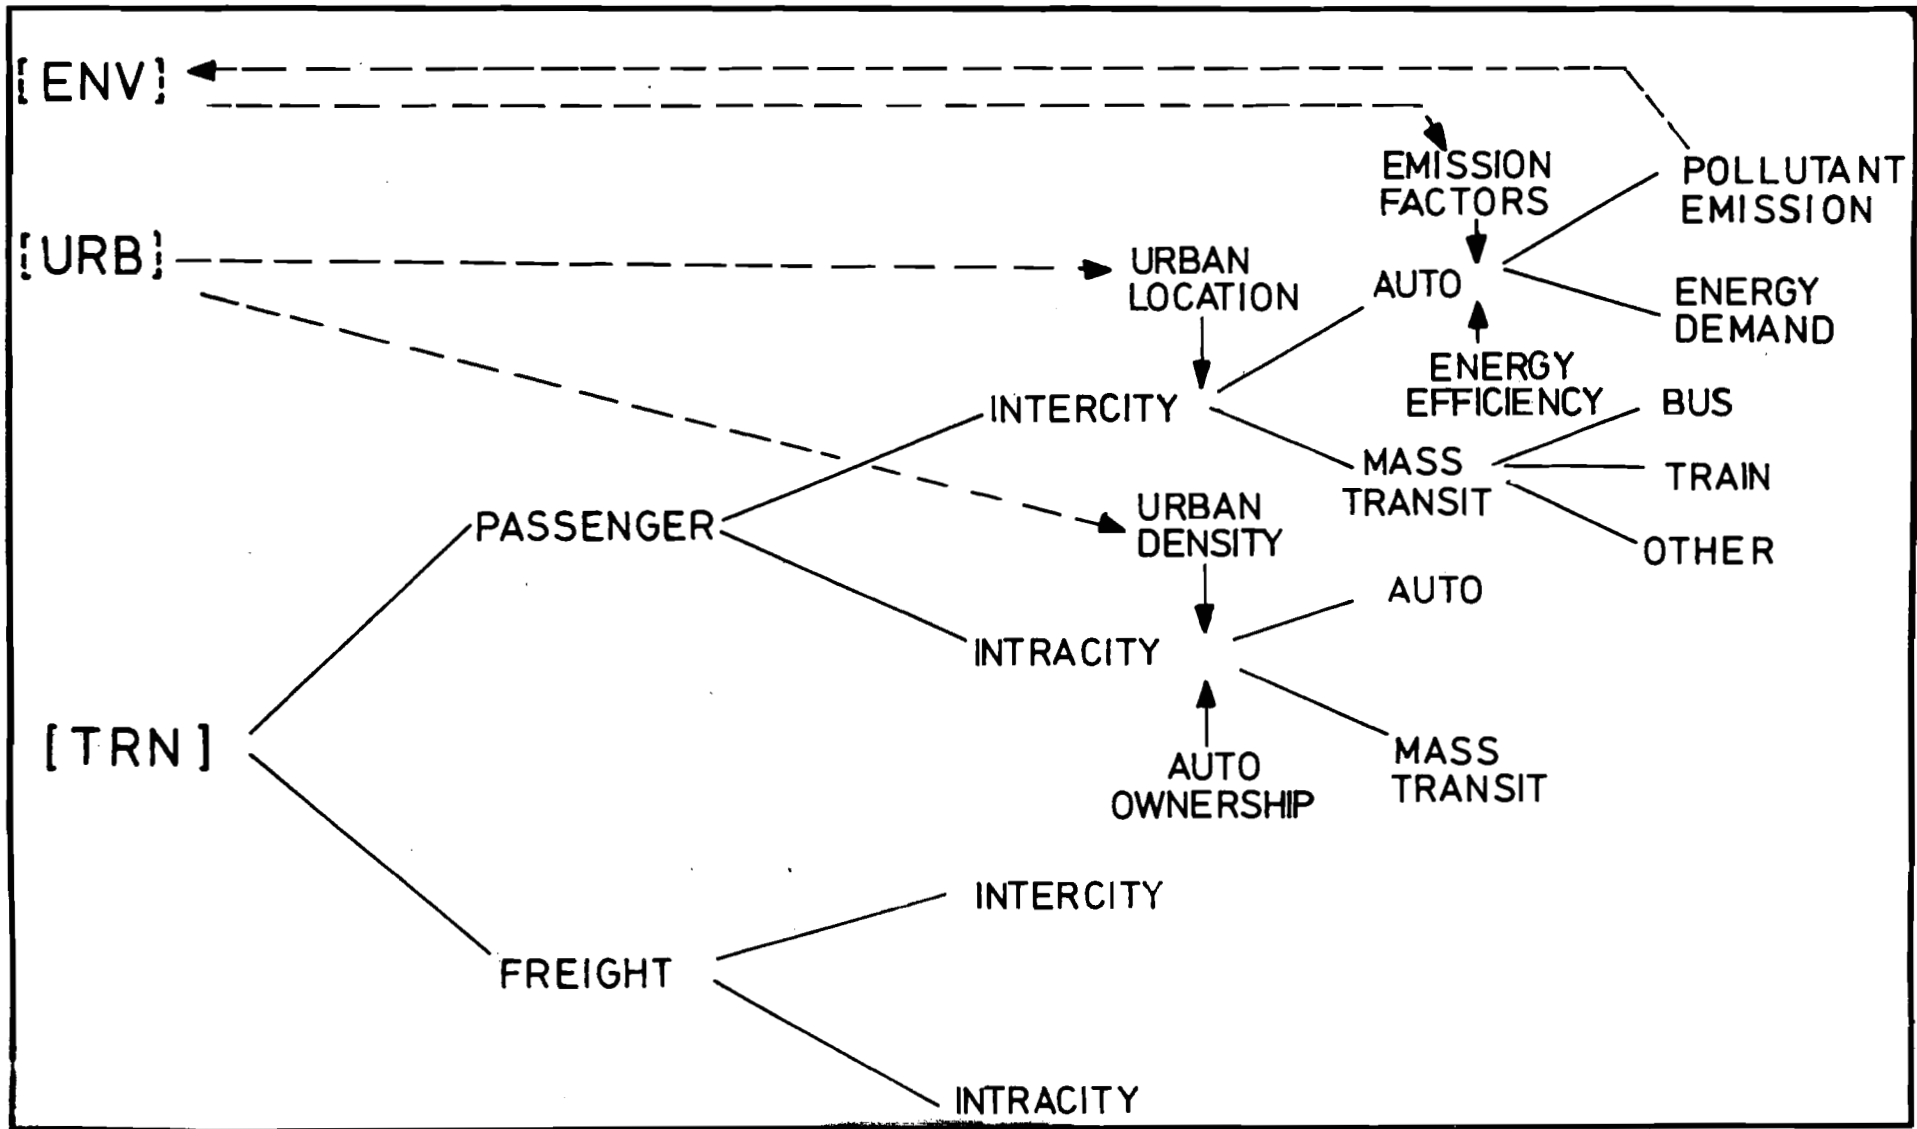 [ENV]
EMISSION
FACTORS
POLLUTANT
EMISSION
[URB]
URBAN
LOCATION
AUTO
ENERGY
DEMAND
ENERGY
EFFICIENCY
INTERCITY
BUS
MASS
TRANSIT
TRAIN
OTHER
PASSENGER
URBAN
DENSITY
AUTO
INTRACITY
[TRN]
AUTO
OWNERSHIP
MASS
TRANSIT
FREIGHT
INTERCITY
INTRACITY